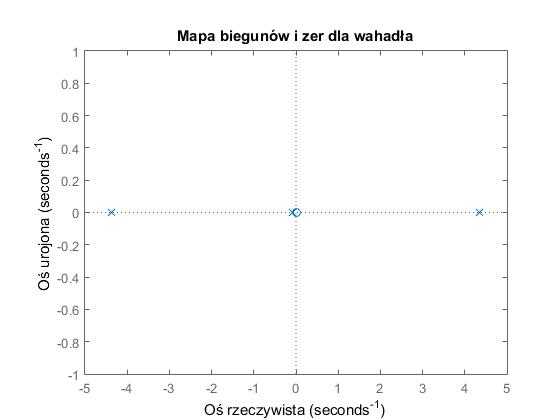 Mapa biegunów i zer dla wahadła
1
0.8
0.6
0.4
0.2
0
-0.2
-0.4
-0.6
-0.8
-1
Oś urojona (seconds⁻¹)
-5 -4 -3 -2 -1 0 1 2 3 4 5
Oś rzeczywista (seconds⁻¹)